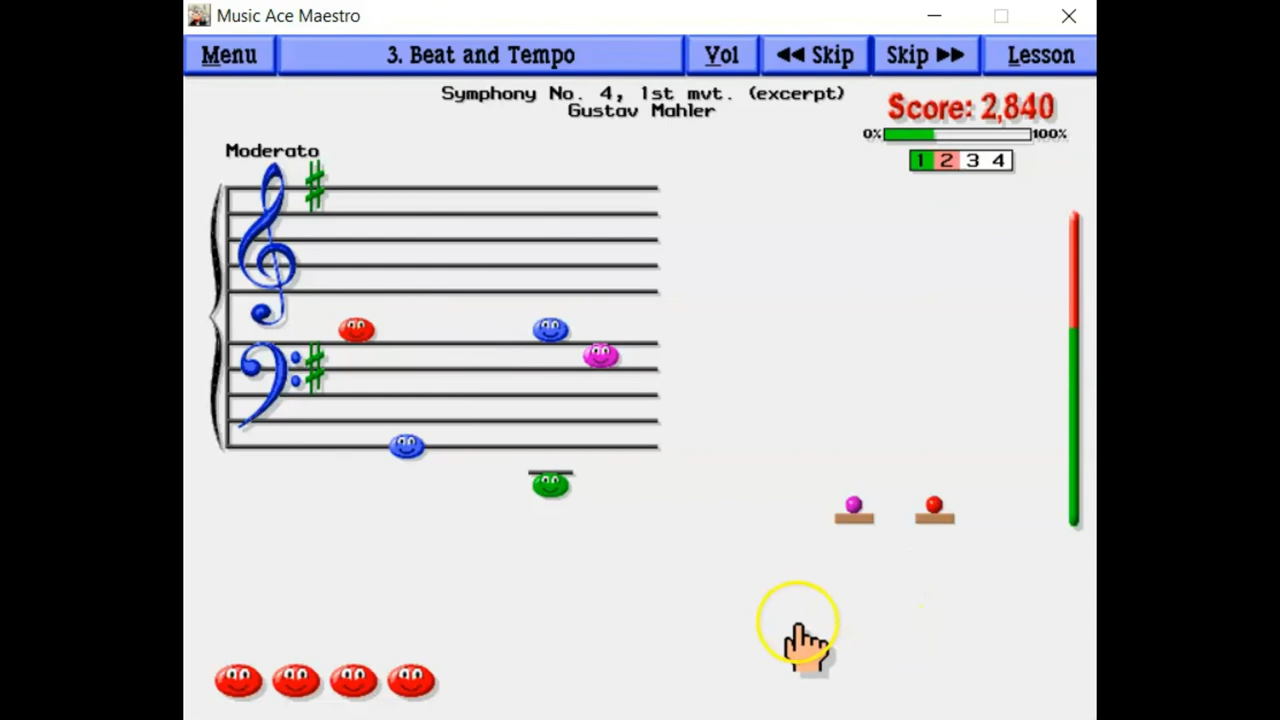 Music Ace Maestro
Menu
3. Beat and Tempo
Vol
◀◀ Skip
Skip ▶▶
Lesson
Symphony No. 4, 1st mvt. (excerpt)
Gustav Mahler
Score: 2,840
0% 100%
1 2 3 4
Moderato